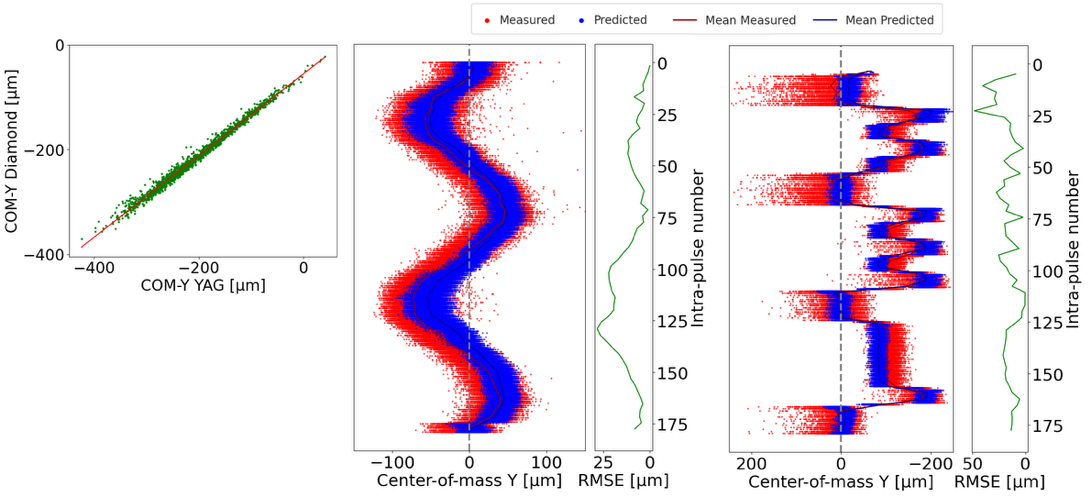 Measured Predicted Mean Measured Mean Predicted
COM-Y Diamond [μm]
0
−200
−400
−400 −200 0
COM-Y YAG [μm]
−100 0 100
Center-of-mass Y [μm]
0
25
50
75
100
125
150
175
Intra-pulse number
25 0
RMSE [μm]
200 0 −200
Center-of-mass Y [μm]
0
25
50
75
100
125
150
175
Intra-pulse number
50 0
RMSE [μm]